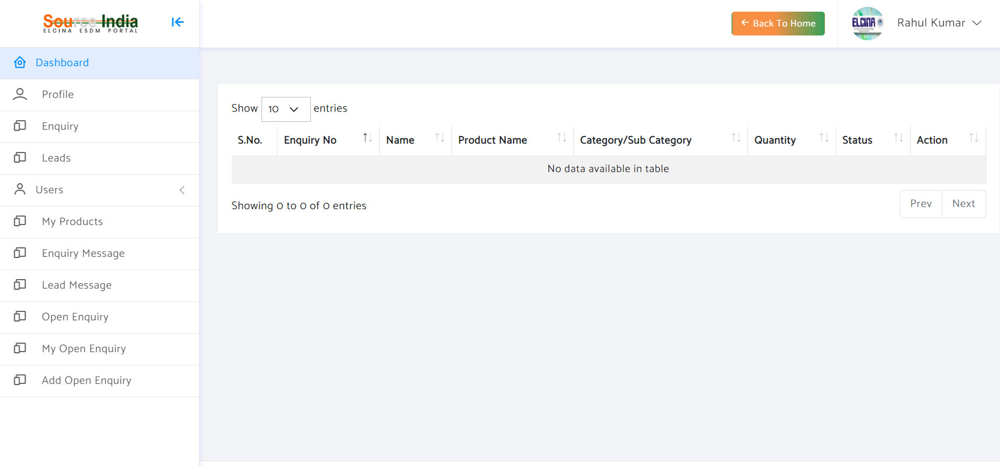 Source India
ELCINA ESDM PORTAL
← Back To Home
ELCINA
Rahul Kumar
Dashboard
Profile
Enquiry
Leads
Users
My Products
Enquiry Message
Lead Message
Open Enquiry
My Open Enquiry
Add Open Enquiry
Show 10 entries
S.No. Enquiry No Name Product Name Category/Sub Category Quantity Status Action
No data available in table
Showing 0 to 0 of 0 entries
Prev Next